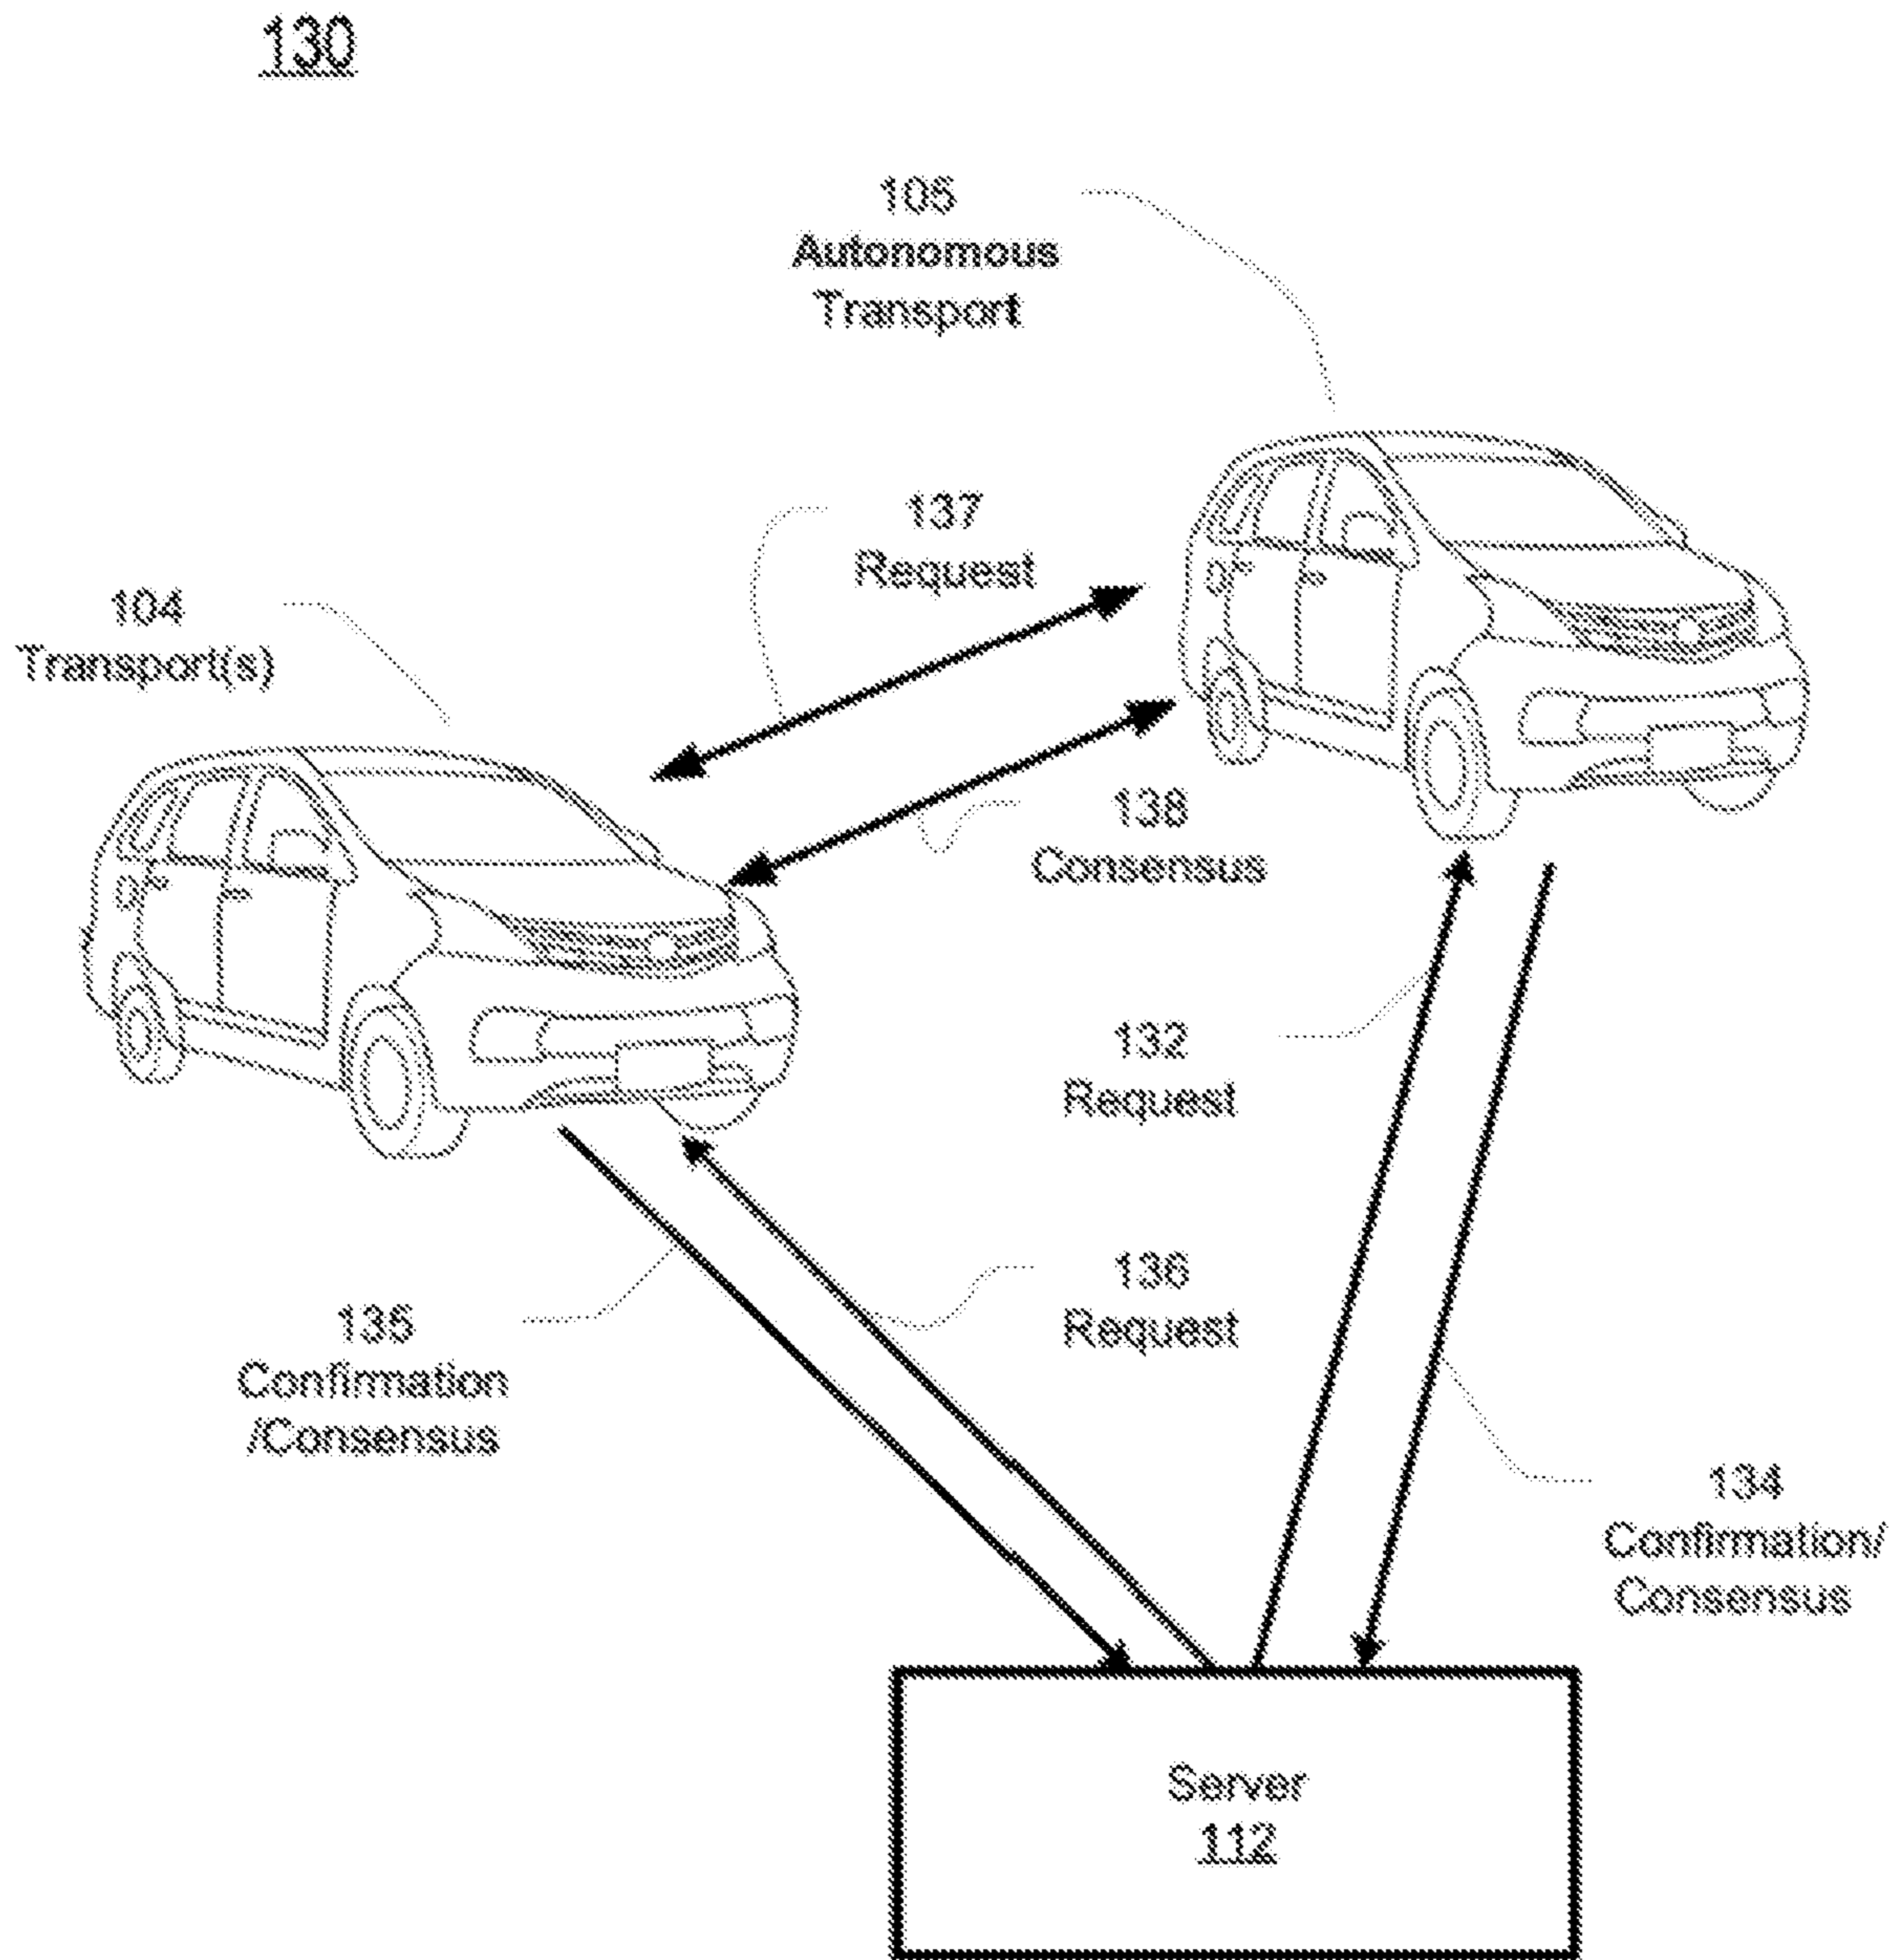 130
105
Autonomous
Transport
137
Request
104
Transport(s)
138
Consensus
132
Request
136
Request
135
Confirmation
/Consensus
134
Confirmation/
Consensus
Server
112